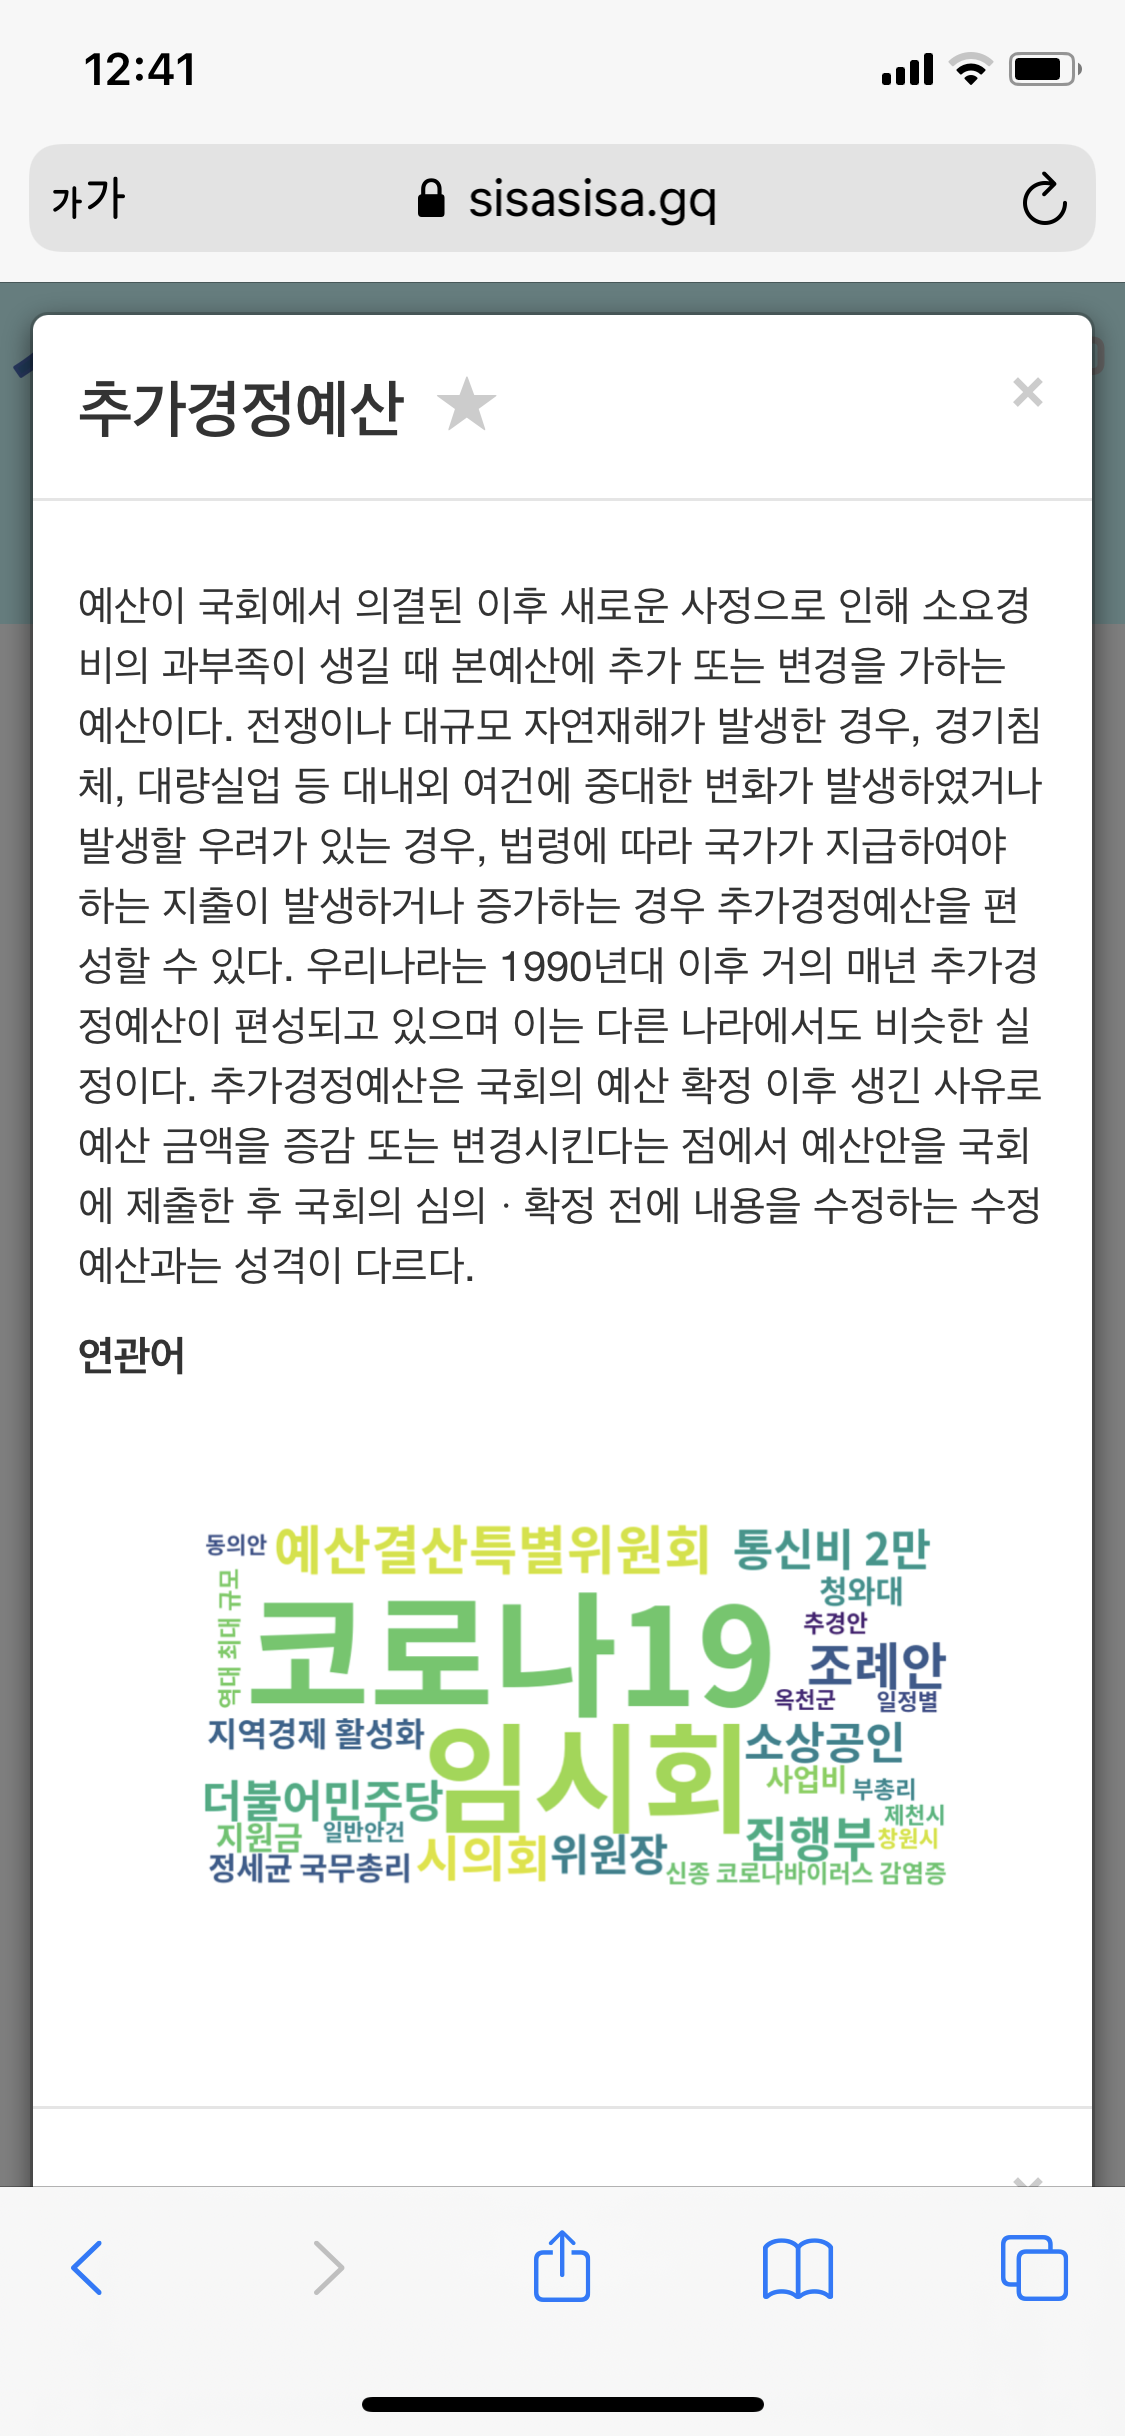 12:41
가가 sisasisa.gq
추가경정예산
예산이 국회에서 의결된 이후 새로운 사정으로 인해 소요경
비의 과부족이 생길 때 본예산에 추가 또는 변경을 가하는
예산이다. 전쟁이나 대규모 자연재해가 발생한 경우, 경기침
체, 대량실업 등 대내외 여건에 중대한 변화가 발생하였거나
발생할 우려가 있는 경우, 법령에 따라 국가가 지급하여야
하는 지출이 발생하거나 증가하는 경우 추가경정예산을 편
성할 수 있다. 우리나라는 1990년대 이후 거의 매년 추가경
정예산이 편성되고 있으며 이는 다른 나라에서도 비슷한 실
정이다. 추가경정예산은 국회의 예산 확정 이후 생긴 사유로
예산 금액을 증감 또는 변경시킨다는 점에서 예산안을 국회
에 제출한 후 국회의 심의 · 확정 전에 내용을 수정하는 수정
예산과는 성격이 다르다.
연관어
동의안 예산결산특별위원회 통신비 2만
청와대
역대 최대 규모
코로나19
추경안
조례안
옥천군 일정별
지역경제 활성화
임시회
소상공인
사업비 부총리
더불어민주당
제천시
지원금 일반안건
집행부 창원시
정세균 국무총리 시의회 위원장
신종 코로나바이러스 감염증